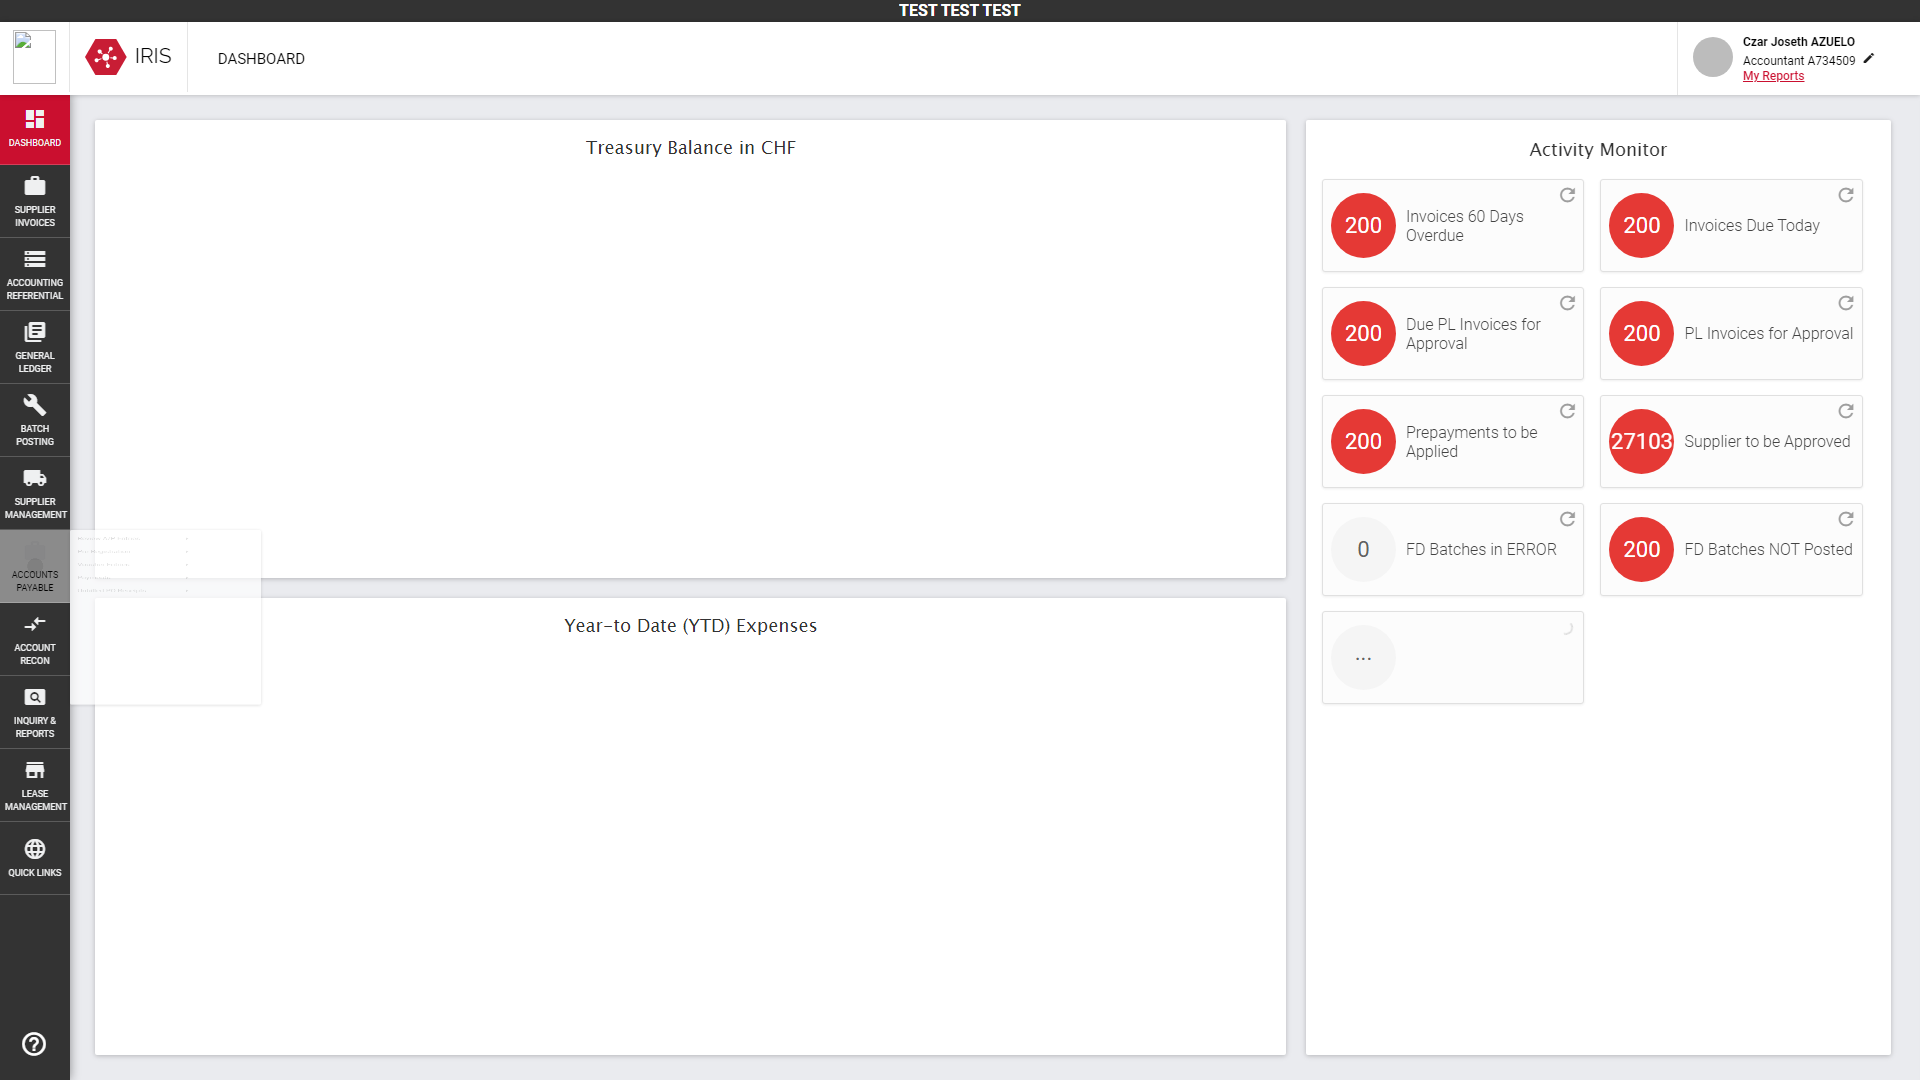 TEST TEST TEST
IRIS
DASHBOARD
Czar Joseth AZUELO
Accountant A734509
My Reports
DASHBOARD
SUPPLIER
INVOICES
ACCOUNTING
REFERENTIAL
GENERAL
LEDGER
BATCH
POSTING
SUPPLIER
MANAGEMENT
ACCOUNTS
PAYABLE
ACCOUNT
RECON
INQUIRY &
REPORTS
LEASE
MANAGEMENT
QUICK LINKS
Treasury Balance in CHF
Year-to Date (YTD) Expenses
Activity Monitor
200
Invoices 60 Days
Overdue
200
Invoices Due Today
200
Due PL Invoices for
Approval
200
PL Invoices for Approval
200
Prepayments to be
Applied
27103
Supplier to be Approved
0
FD Batches in ERROR
200
FD Batches NOT Posted
...